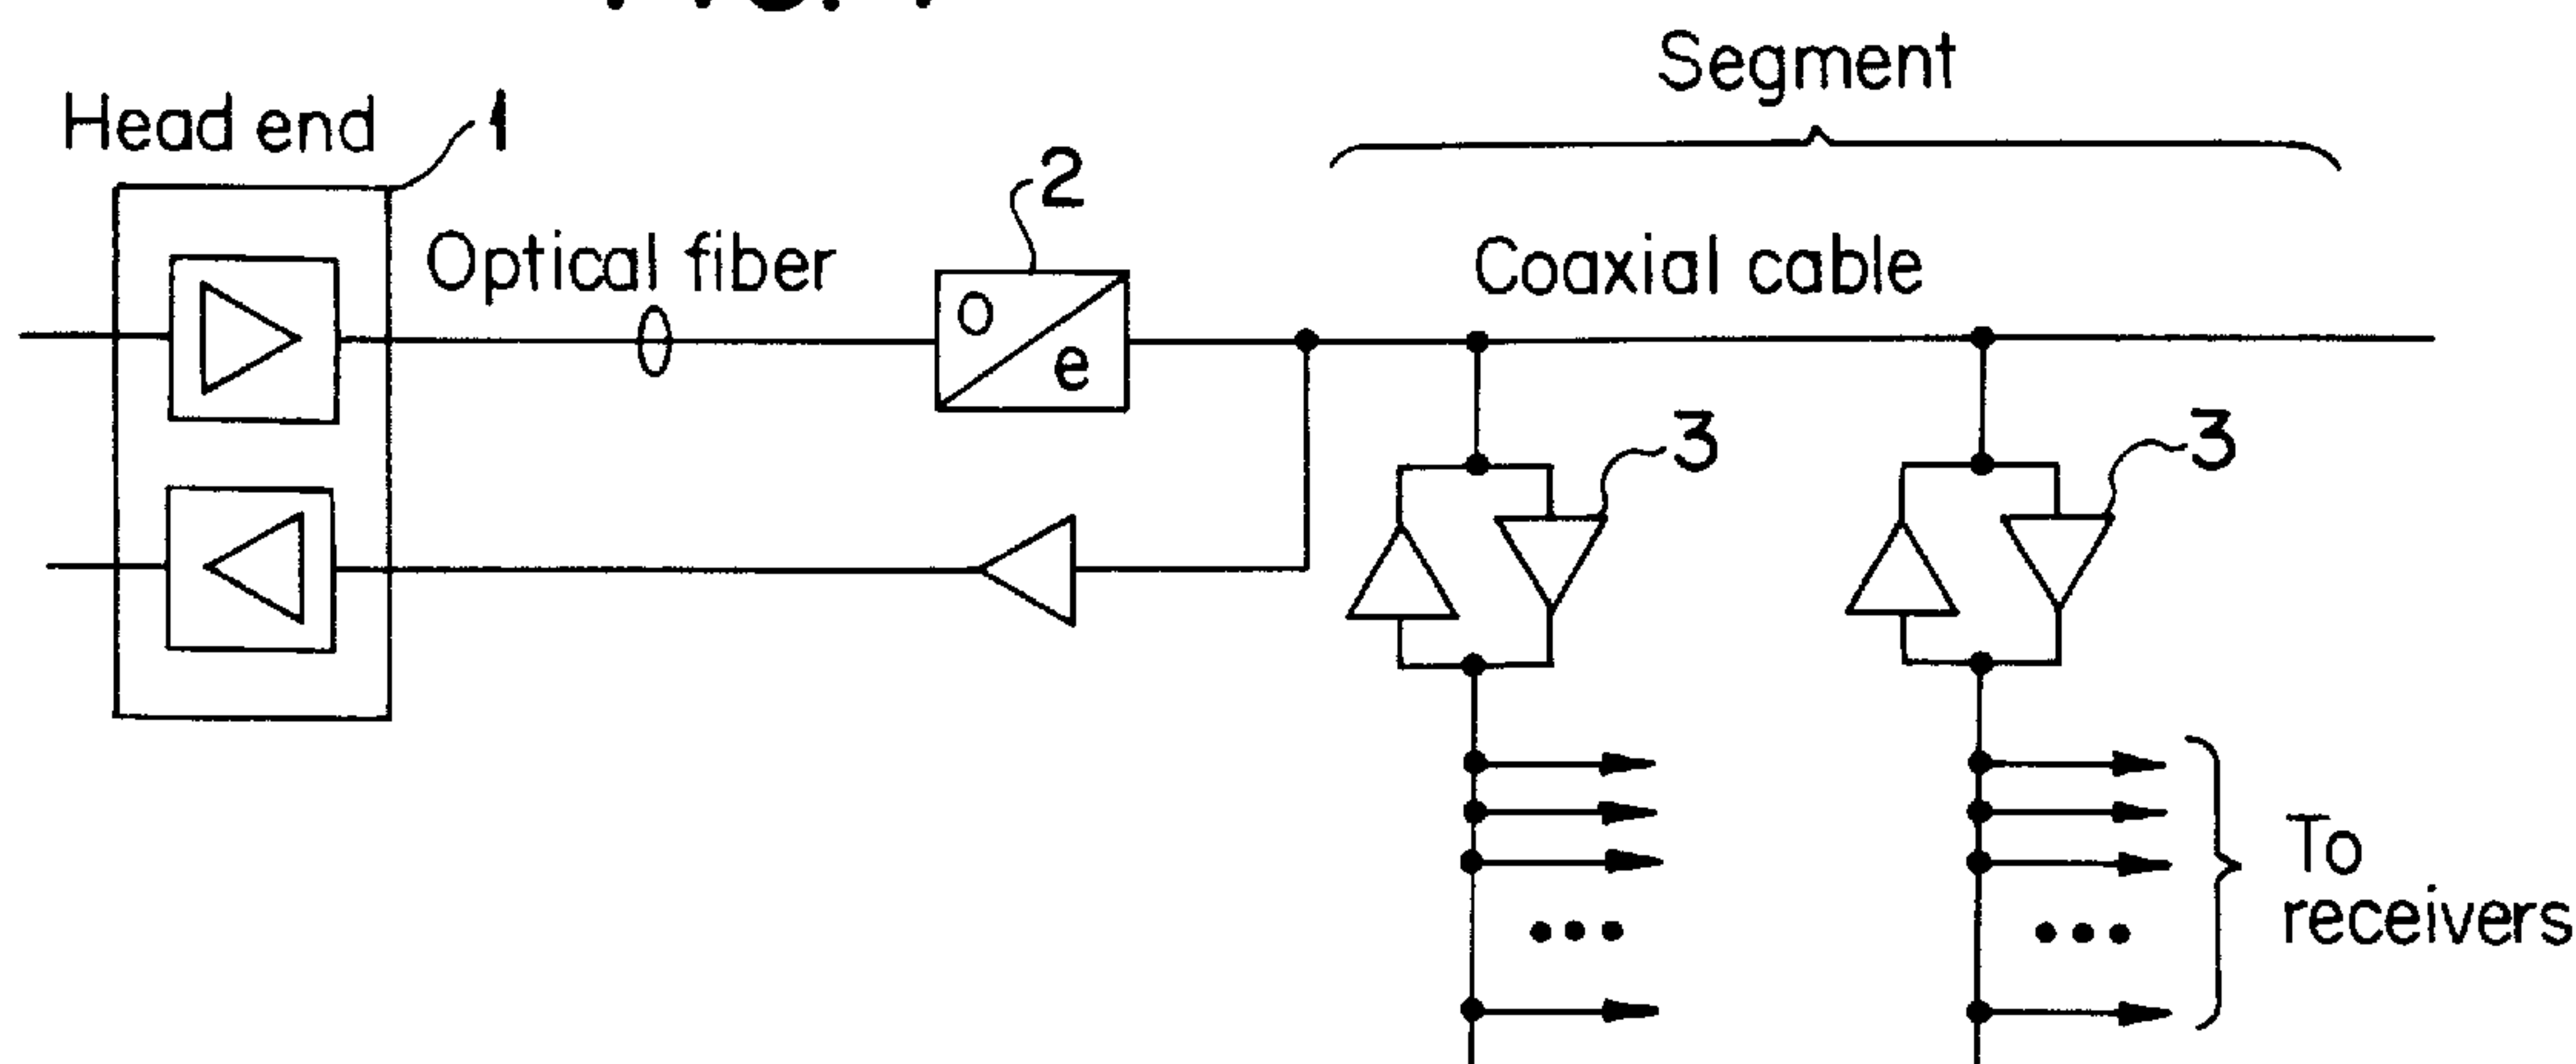 Segment
Head end
1
2
Optical fiber
Coaxial cable
o
e
3
3
To
receivers